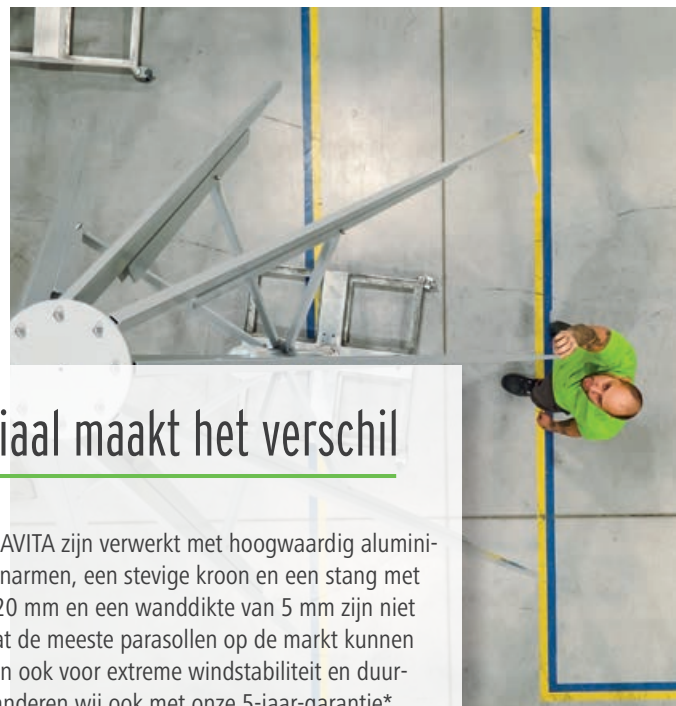 iaal maakt het verschil
AVITA zijn verwerkt met hoogwaardig alumini-
narmen, een stevige kroon en een stang met
20 mm en een wanddikte van 5 mm zijn niet
at de meeste parasollen op de markt kunnen
n ook voor extreme windstabiliteit en duur-
anderen wij ook met onze 5-jaar-garantie*